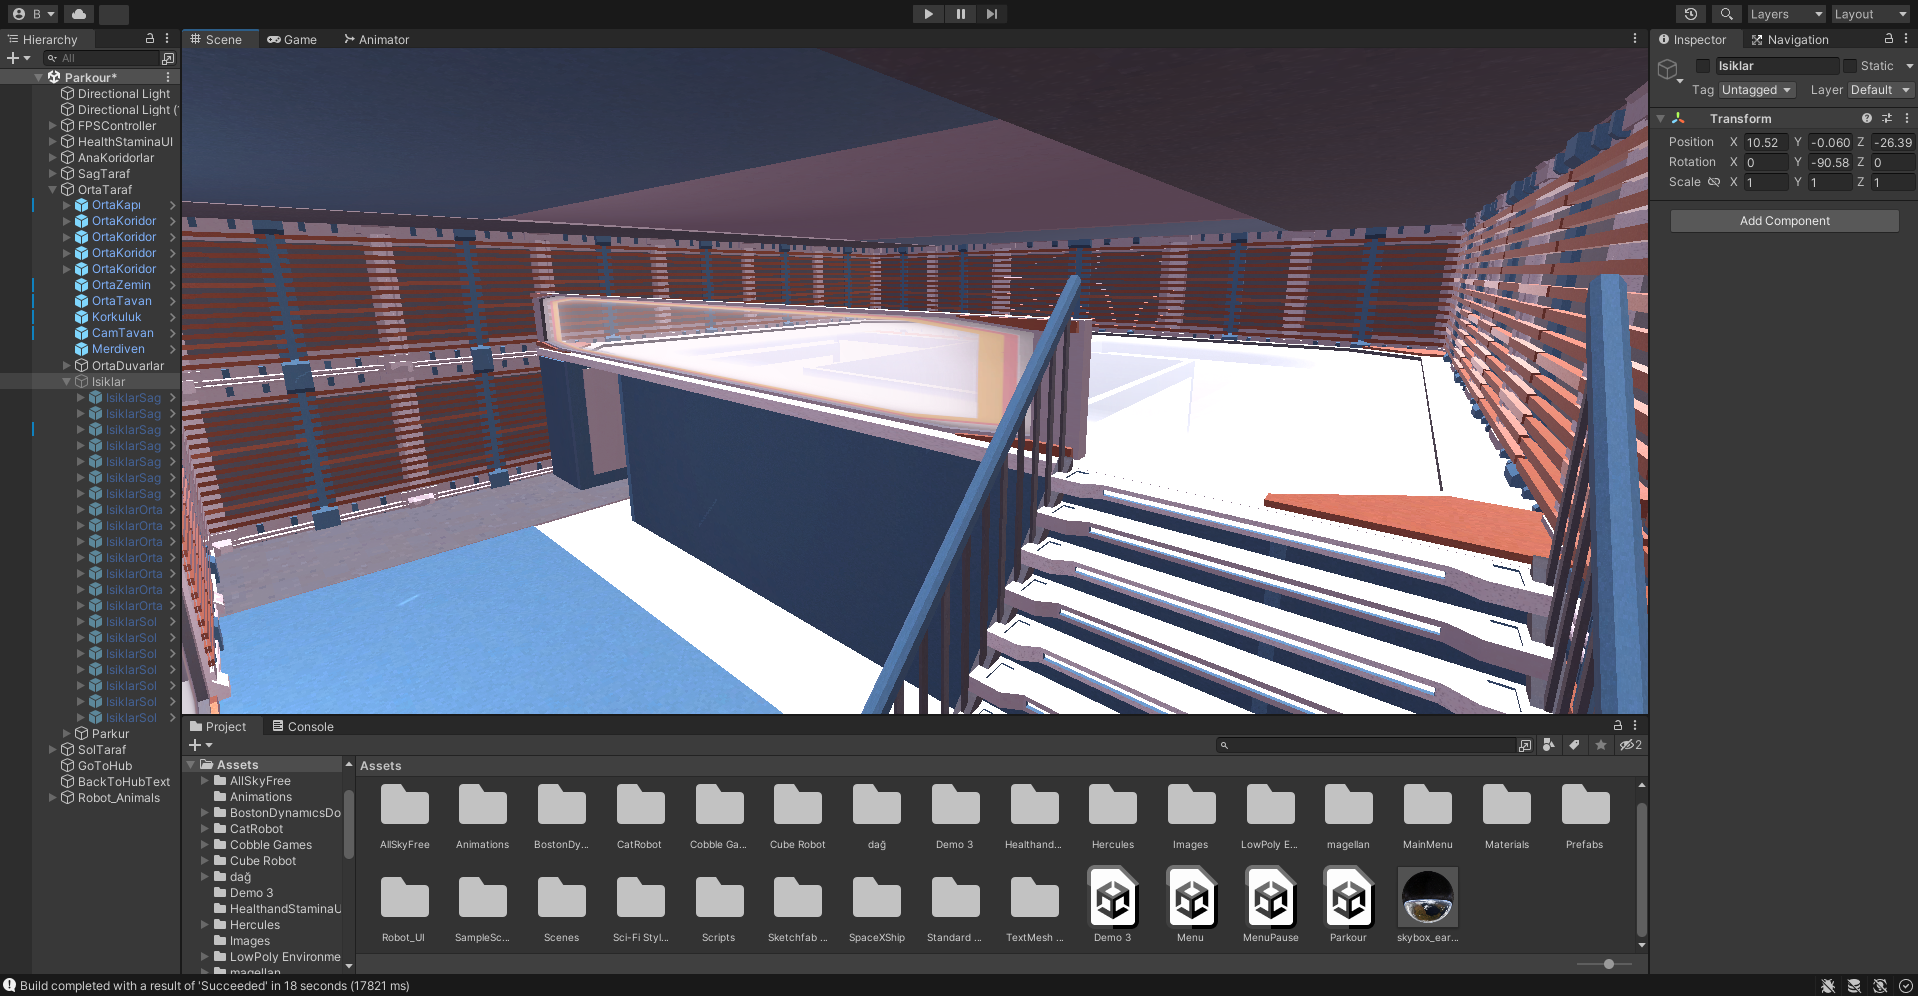 B
Layers
Layout
Hierarchy
All
Parkour*
Directional Light
Directional Light (
FPSController
HealthStaminaUI
AnaKoridorlar
SagTaraf
OrtaTaraf
OrtaKapı
OrtaKoridor
OrtaKoridor
OrtaKoridor
OrtaKoridor
OrtaZemin
OrtaTavan
Korkuluk
CamTavan
Merdiven
OrtaDuvarlar
Isiklar
IsiklarSag
IsiklarSag
IsiklarSag
IsiklarSag
IsiklarSag
IsiklarSag
IsiklarSag
IsiklarOrta
IsiklarOrta
IsiklarOrta
IsiklarOrta
IsiklarOrta
IsiklarOrta
IsiklarOrta
IsiklarSol
IsiklarSol
IsiklarSol
IsiklarSol
IsiklarSol
IsiklarSol
IsiklarSol
Parkur
SolTaraf
GoToHub
BackToHubText
Robot_Animals
Scene
Game
Animator
Inspector
Navigation
Isiklar
Static
Tag Untagged
Layer Default
Transform
Position X 10.52 Y -0.060 Z -26.39
Rotation X 0 Y -90.58 Z 0
Scale X 1 Y 1 Z 1
Add Component
Project
Console
2
Assets
AllSkyFree
Animations
BostonDynamicsDo
CatRobot
Cobble Games
Cube Robot
dağ
Demo 3
HealthandStaminaU
Hercules
Images
LowPoly Environme
magellan
Assets
AllSkyFree
Animations
BostonDy...
CatRobot
Cobble Ga...
Cube Robot
dağ
Demo 3
Healthand...
Hercules
Images
LowPoly E...
magellan
MainMenu
Materials
Prefabs
Robot_UI
SampleSc...
Scenes
Sci-Fi Styl...
Scripts
Sketchfab ...
SpaceXShip
Standard ...
TextMesh ...
Demo 3
Menu
MenuPause
Parkour
skybox_ear...
Build completed with a result of 'Succeeded' in 18 seconds (17821 ms)